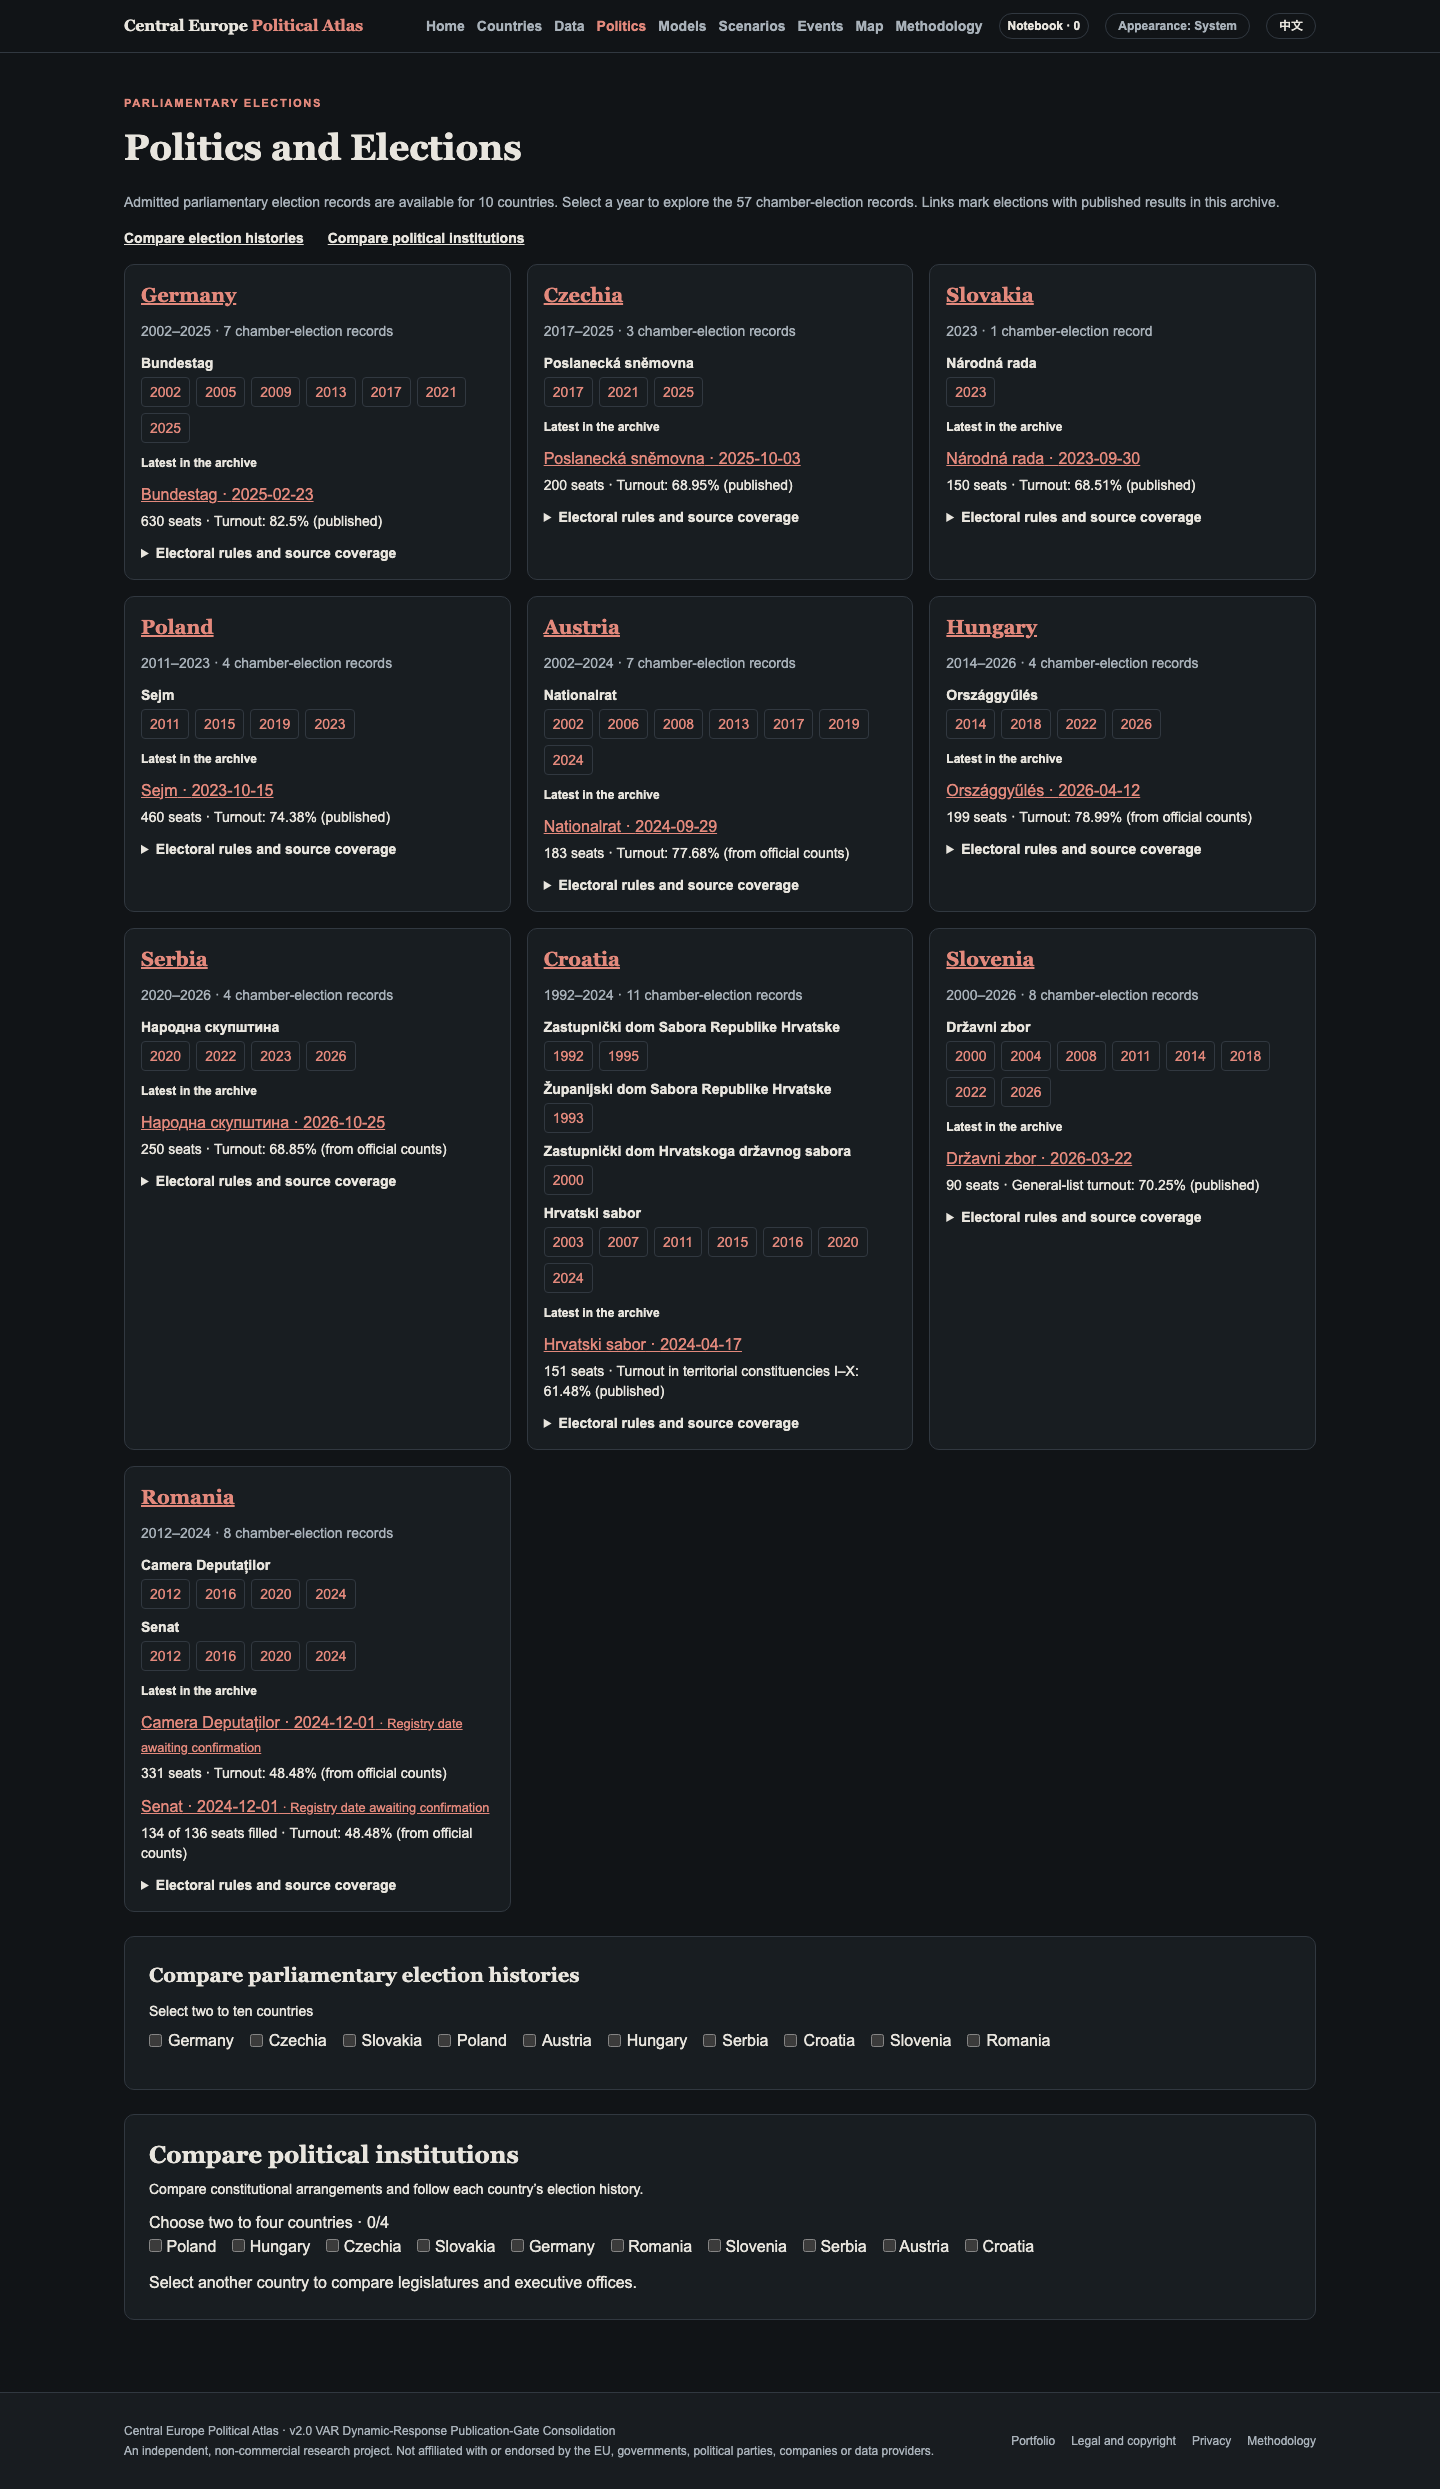 Central Europe Political Atlas
Home Countries Data Politics Models Scenarios Events Map Methodology Notebook · 0 Appearance: System 中文
PARLIAMENTARY ELECTIONS
Politics and Elections
Admitted parliamentary election records are available for 10 countries. Select a year to explore the 57 chamber-election records. Links mark elections with published results in this archive.
Compare election histories Compare political institutions
Germany
2002–2025 · 7 chamber-election records
Bundestag
2002 2005 2009 2013 2017 2021
2025
Latest in the archive
Bundestag · 2025-02-23
630 seats · Turnout: 82.5% (published)
▶ Electoral rules and source coverage
Czechia
2017–2025 · 3 chamber-election records
Poslanecká sněmovna
2017 2021 2025
Latest in the archive
Poslanecká sněmovna · 2025-10-03
200 seats · Turnout: 68.95% (published)
▶ Electoral rules and source coverage
Slovakia
2023 · 1 chamber-election record
Národná rada
2023
Latest in the archive
Národná rada · 2023-09-30
150 seats · Turnout: 68.51% (published)
▶ Electoral rules and source coverage
Poland
2011–2023 · 4 chamber-election records
Sejm
2011 2015 2019 2023
Latest in the archive
Sejm · 2023-10-15
460 seats · Turnout: 74.38% (published)
▶ Electoral rules and source coverage
Austria
2002–2024 · 7 chamber-election records
Nationalrat
2002 2006 2008 2013 2017 2019
2024
Latest in the archive
Nationalrat · 2024-09-29
183 seats · Turnout: 77.68% (from official counts)
▶ Electoral rules and source coverage
Hungary
2014–2026 · 4 chamber-election records
Országgyűlés
2014 2018 2022 2026
Latest in the archive
Országgyűlés · 2026-04-12
199 seats · Turnout: 78.99% (from official counts)
▶ Electoral rules and source coverage
Serbia
2020–2026 · 4 chamber-election records
Народна скупштина
2020 2022 2023 2026
Latest in the archive
Народна скупштина · 2026-10-25
250 seats · Turnout: 68.85% (from official counts)
▶ Electoral rules and source coverage
Croatia
1992–2024 · 11 chamber-election records
Zastupnički dom Sabora Republike Hrvatske
1992 1995
Županijski dom Sabora Republike Hrvatske
1993
Zastupnički dom Hrvatskoga državnog sabora
2000
Hrvatski sabor
2003 2007 2011 2015 2016 2020
2024
Latest in the archive
Hrvatski sabor · 2024-04-17
151 seats · Turnout in territorial constituencies I–X:
61.48% (published)
▶ Electoral rules and source coverage
Slovenia
2000–2026 · 8 chamber-election records
Državni zbor
2000 2004 2008 2011 2014 2018
2022 2026
Latest in the archive
Državni zbor · 2026-03-22
90 seats · General-list turnout: 70.25% (published)
▶ Electoral rules and source coverage
Romania
2012–2024 · 8 chamber-election records
Camera Deputaților
2012 2016 2020 2024
Senat
2012 2016 2020 2024
Latest in the archive
Camera Deputaților · 2024-12-01 · Registry date
awaiting confirmation
331 seats · Turnout: 48.48% (from official counts)
Senat · 2024-12-01 · Registry date awaiting confirmation
134 of 136 seats filled · Turnout: 48.48% (from official
counts)
▶ Electoral rules and source coverage
Compare parliamentary election histories
Select two to ten countries
Germany Czechia Slovakia Poland Austria Hungary Serbia Croatia Slovenia Romania
Compare political institutions
Compare constitutional arrangements and follow each country's election history.
Choose two to four countries · 0/4
Poland Hungary Czechia Slovakia Germany Romania Slovenia Serbia Austria Croatia
Select another country to compare legislatures and executive offices.
Central Europe Political Atlas · v2.0 VAR Dynamic-Response Publication-Gate Consolidation
An independent, non-commercial research project. Not affiliated with or endorsed by the EU, governments, political parties, companies or data providers.
Portfolio Legal and copyright Privacy Methodology